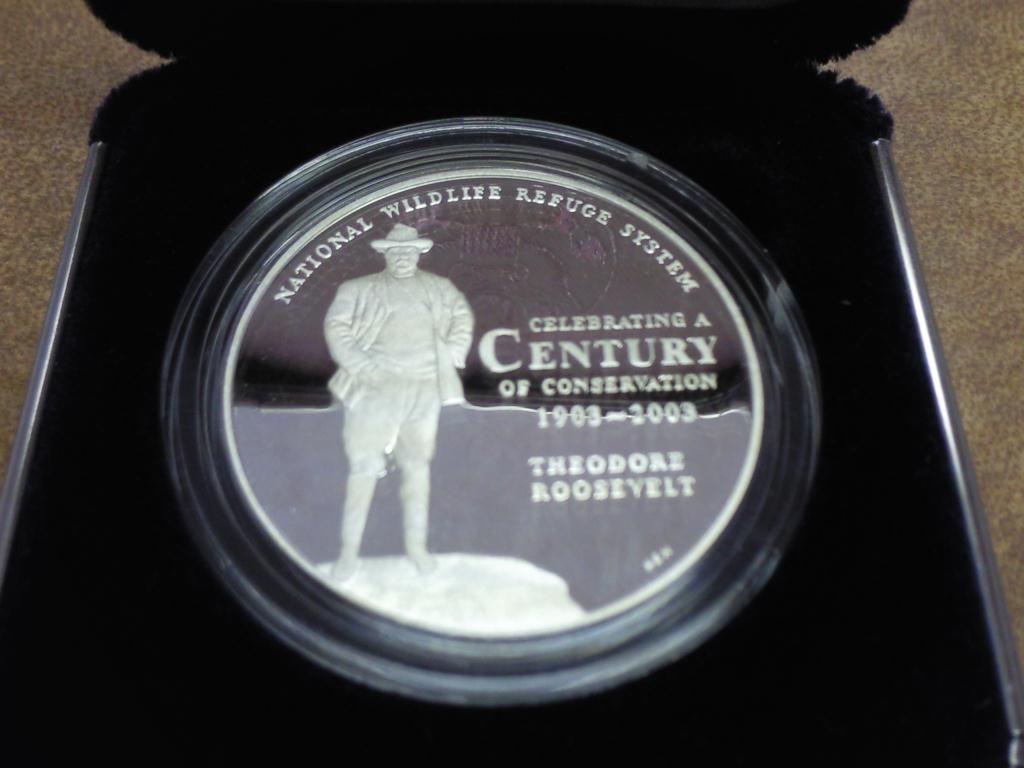 NATIONAL WILDLIFE REFUGE SYSTEM
CELEBRATING A
CENTURY
OF CONSERVATION
1903-2003
THEODORE
ROOSEVELT